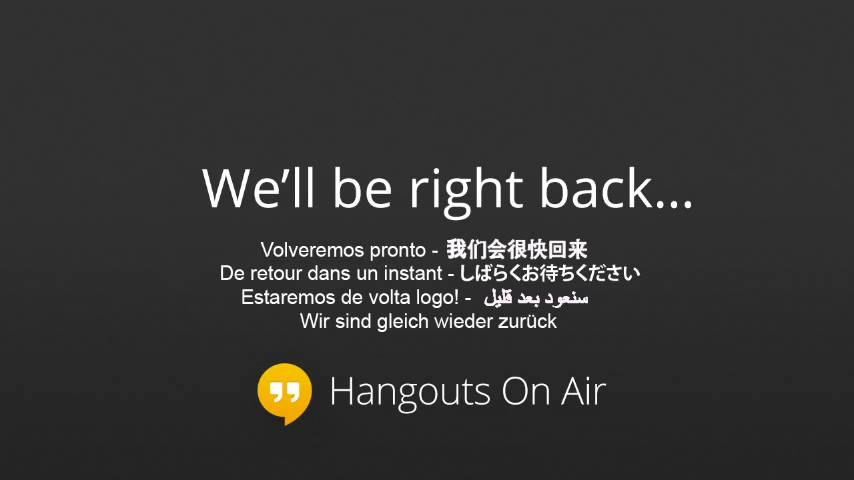 We'll be right back...
Volveremos pronto - 我们会很快回来
De retour dans un instant - しばらくお待ちください
Estaremos de volta logo! - سنعود بعد قليل
Wir sind gleich wieder zurück
Hangouts On Air